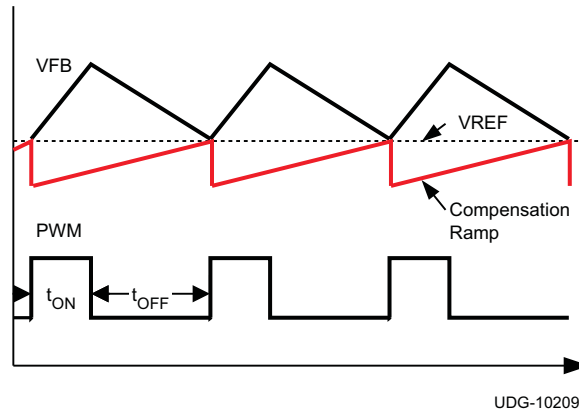 VFB
VREF
Compensation
Ramp
PWM
tON
tOFF
UDG-10209